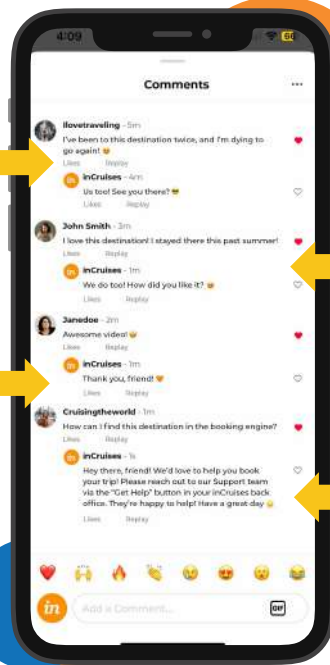 4:09
66
Comments
...
Ilovetraveling - 5m
I've been to this destination twice, and I'm dying to
go again! 🤩
Likes Replay
in
inCruises - 4m
Us too! See you there? 😎
Likes Replay
John Smith - 3m
I love this destination! I stayed there this past summer!
Likes Replay
in
inCruises - 1m
We do too! How did you like it? 🤩
Likes Replay
Janedoe - 2m
Awesome video! 🤩
Likes Replay
in
inCruises - 1m
Thank you, friend! 🧡
Likes Replay
Cruisingtheworld - 1m
How can I find this destination in the booking engine?
Likes Replay
in
inCruises - 1s
Hey there, friend! We'd love to help you book
your trip! Please reach out to our Support team
via the "Get Help" button in your inCruises back
office. They're happy to help! Have a great day 😊
Likes Replay
in
Add a Comment...
GIF